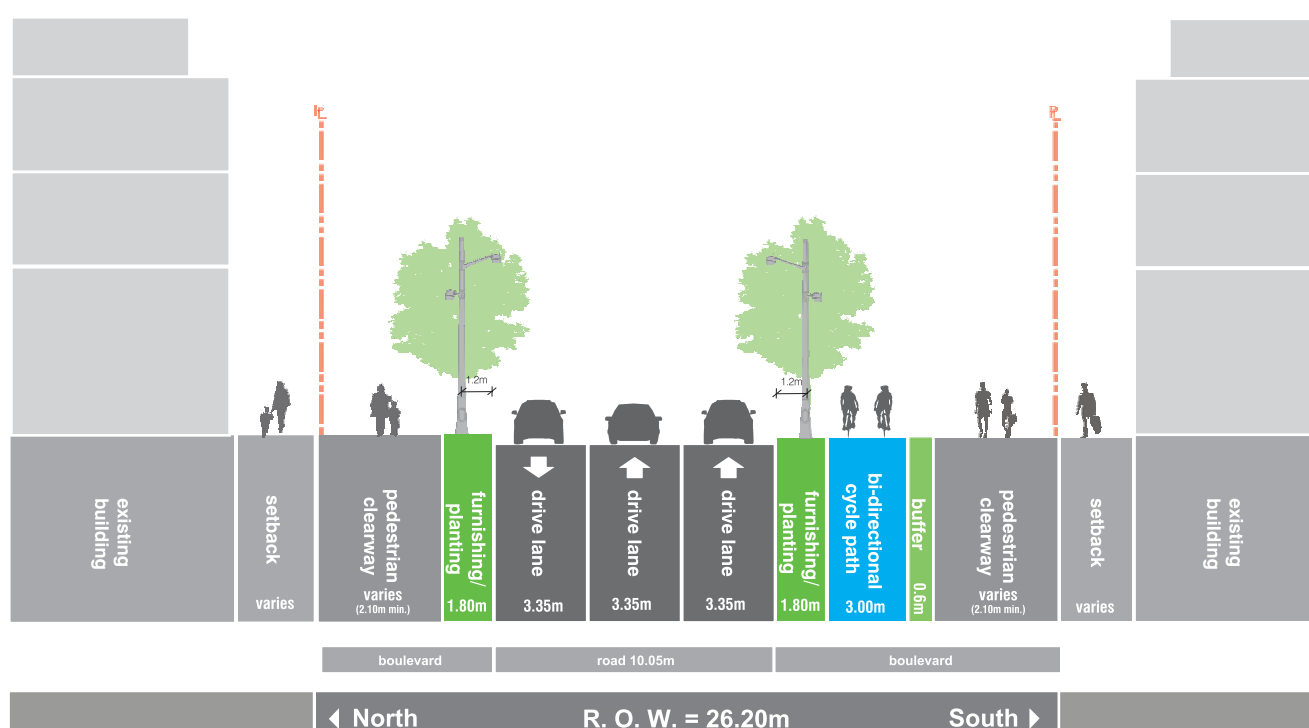 1.2m
1.2m
existing
building
setback
varies
pedestrian
clearway
varies
(2.10m min.)
furnishing/
planting
1.80m
drive lane
3.35m
drive lane
3.35m
drive lane
3.35m
furnishing/
planting
1.80m
bi-directional
cycle path
3.00m
buffer
0.6m
pedestrian
clearway
varies
(2.10m min.)
setback
varies
existing
building
boulevard
road 10.05m
boulevard
North
R. O. W. = 26.20m
South